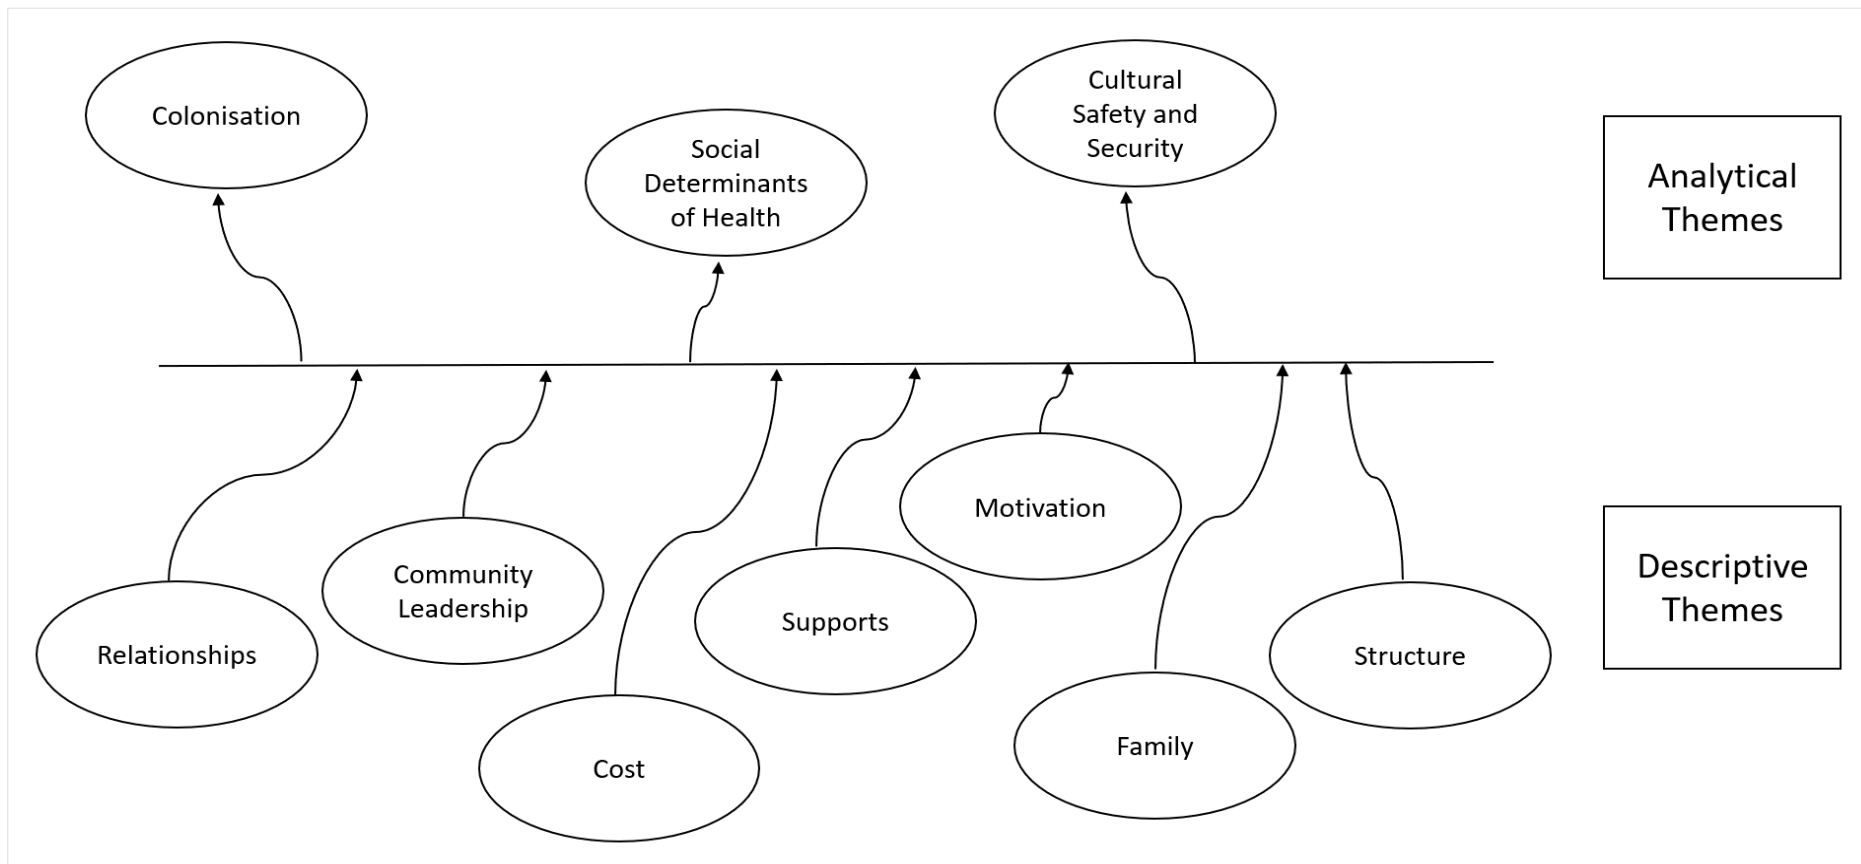 Colonisation
Social
Determinants
of Health
Cultural
Safety and
Security
Analytical
Themes
Relationships
Community
Leadership
Cost
Supports
Motivation
Family
Structure
Descriptive
Themes